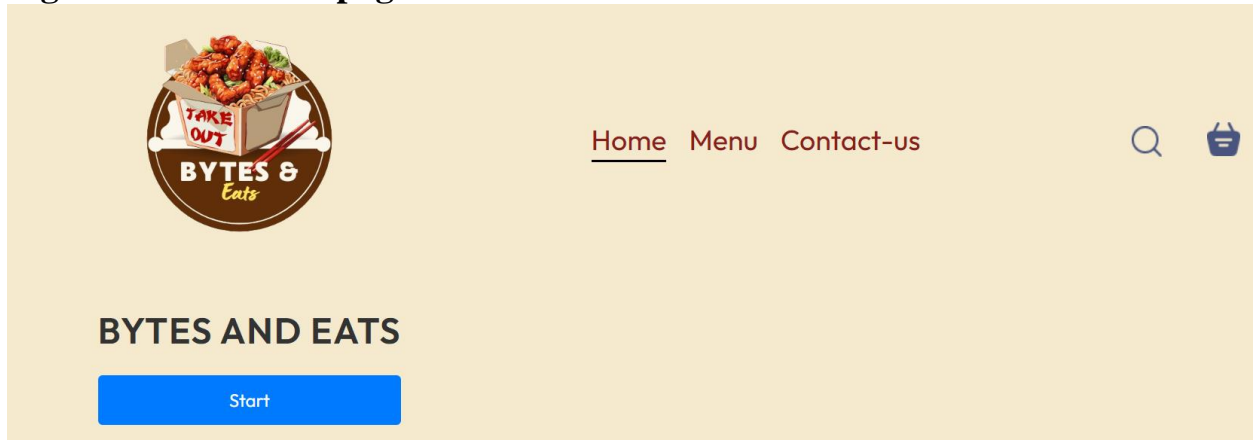 TAKE
OUT
BYTES &
Eats
Home Menu Contact-us
BYTES AND EATS
Start